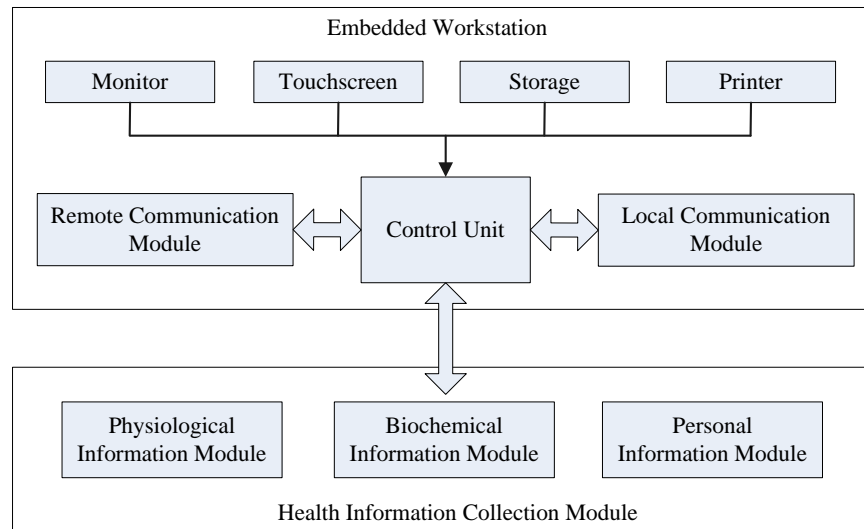 Embedded Workstation
Monitor
Touchscreen
Storage
Printer
Remote Communication
Module
Control Unit
Local Communication
Module
Physiological
Information Module
Biochemical
Information Module
Personal
Information Module
Health Information Collection Module